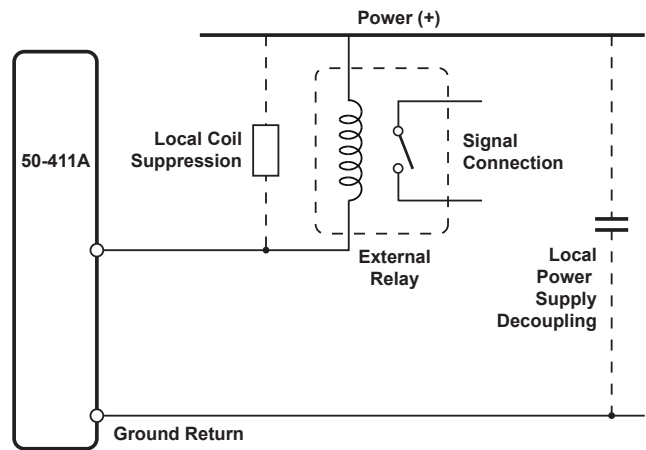 Power (+)
50-411A
Local Coil
Suppression
Signal
Connection
External
Relay
Local
Power
Supply
Decoupling
Ground Return